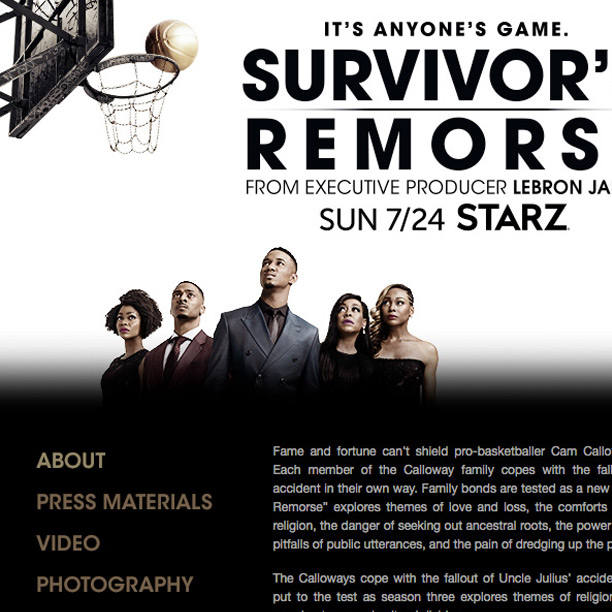 IT'S ANYONE'S GAME.
SURVIVOR'
REMORS
FROM EXECUTIVE PRODUCER LEBRON JA
SUN 7/24 STARZ
ABOUT
PRESS MATERIALS
VIDEO
PHOTOGRAPHY
Fame and fortune can't shield pro-basketballer Cam Callo
Each member of the Calloway family copes with the fall
accident in their own way. Family bonds are tested as a new
Remorse" explores themes of love and loss, the comforts
religion, the danger of seeking out ancestral roots, the power
pitfalls of public utterances, and the pain of dredging up the p
The Calloways cope with the fallout of Uncle Julius' accide
put to the test as season three explores themes of religion